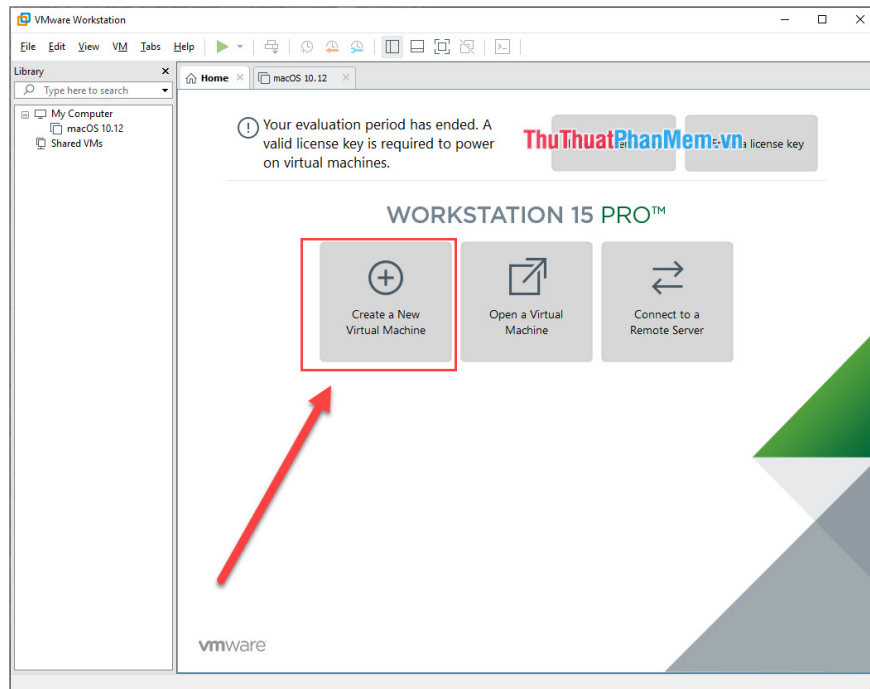 VMware Workstation
File Edit View VM Tabs Help
Library
Home
macOS 10.12
Type here to search
My Computer
macOS 10.12
Shared VMs
Your evaluation period has ended. A
valid license key is required to power
on virtual machines.
ThuThuatPhanMem.vn
a license key
WORKSTATION 15 PRO™
Create a New
Virtual Machine
Open a Virtual
Machine
Connect to a
Remote Server
vmware